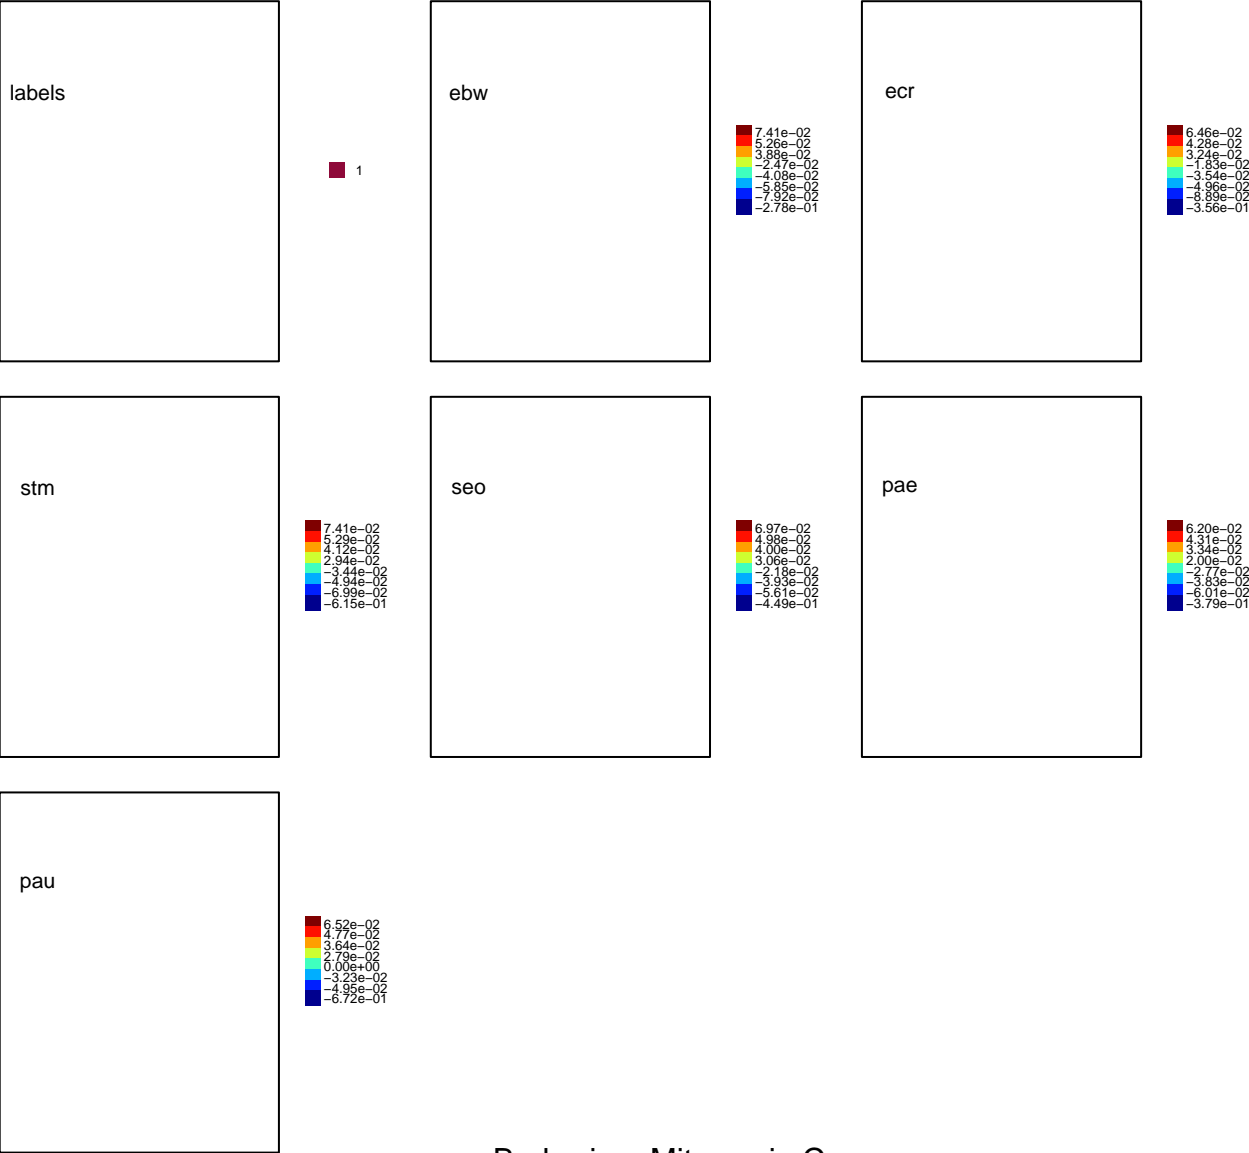 labels
1
ebw
7.41e−02
5.26e−02
3.88e−02
−2.47e−02
−4.08e−02
−5.85e−02
−7.92e−02
−2.78e−01
ecr
6.46e−02
4.28e−02
3.24e−02
−1.83e−02
−3.54e−02
−4.96e−02
−8.89e−02
−3.56e−01
stm
7.41e−02
5.29e−02
4.12e−02
2.94e−02
−3.44e−02
−4.94e−02
−6.99e−02
−6.15e−01
seo
6.97e−02
4.98e−02
4.00e−02
3.06e−02
−2.18e−02
−3.93e−02
−5.61e−02
−4.49e−01
pae
6.20e−02
4.31e−02
3.34e−02
2.00e−02
−2.77e−02
−3.83e−02
−6.01e−02
−3.79e−01
pau
6.52e−02
4.77e−02
3.64e−02
2.79e−02
0.00e+00
−3.23e−02
−4.95e−02
−6.72e−01